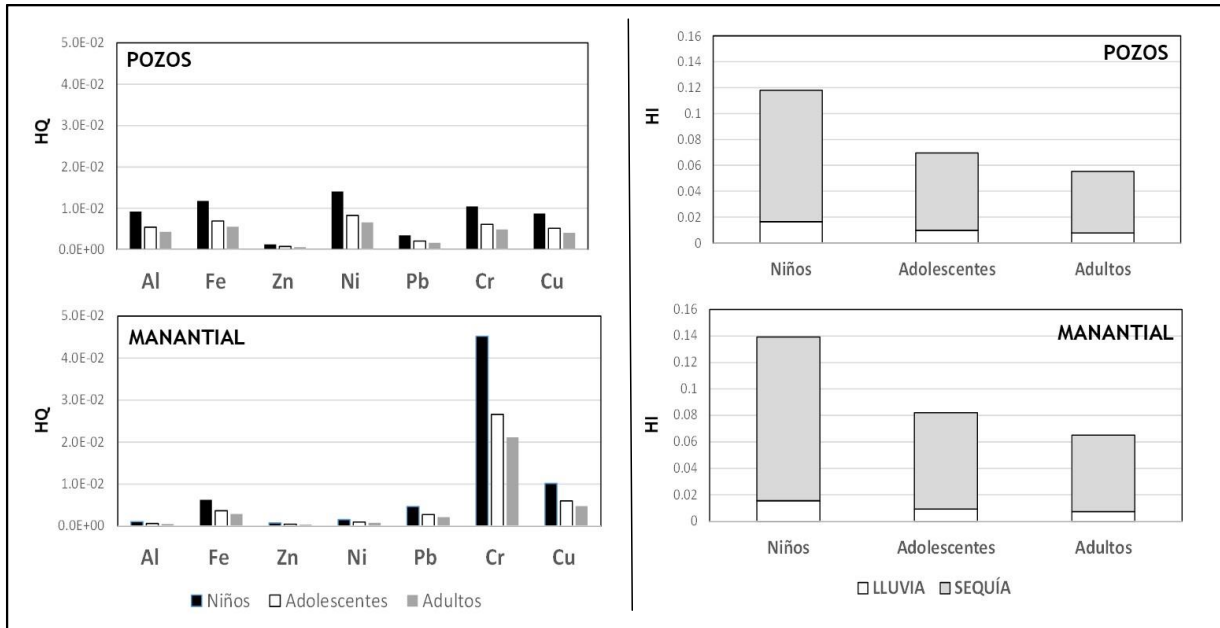 5.0E-02
4.0E-02
3.0E-02
2.0E-02
1.0E-02
0.0E+00
HQ
POZOS
Al Fe Zn Ni Pb Cr Cu
5.0E-02
4.0E-02
3.0E-02
2.0E-02
1.0E-02
0.0E+00
HQ
MANANTIAL
Al Fe Zn Ni Pb Cr Cu
Niños Adolescentes Adultos
0.16
0.14
0.12
0.1
0.08
0.06
0.04
0.02
0
HI
POZOS
Niños Adolescentes Adultos
0.16
0.14
0.12
0.1
0.08
0.06
0.04
0.02
0
HI
MANANTIAL
Niños Adolescentes Adultos
LLUVIA SEQUÍA